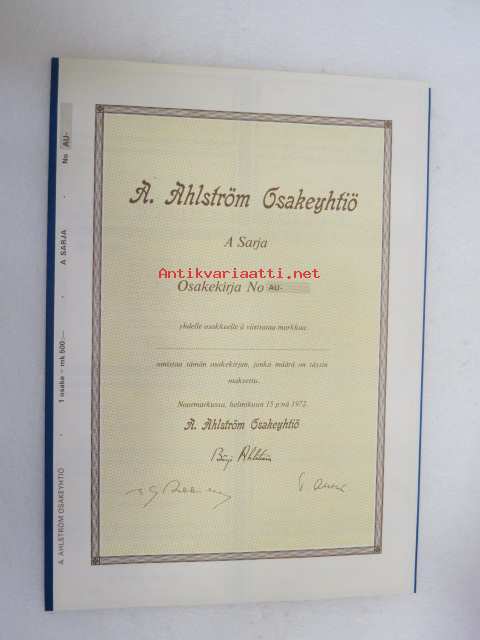 A. Ahlström Osakeyhtiö
A Sarja
Antikvariaatti.net
Osakekirja No AU-
yhdelle osakkeelle à viisisataa markkaa
omistaa tämän osakekirjan, jonka määrä on täysin
maksettu.
Noormarkussa, helmikuun 15 p:nä 1972
A. Ahlström Osakeyhtiö
A. AHLSTRÖM OSAKEYHTIÖ 1 osake = mk 500:— A SARJA No AU-